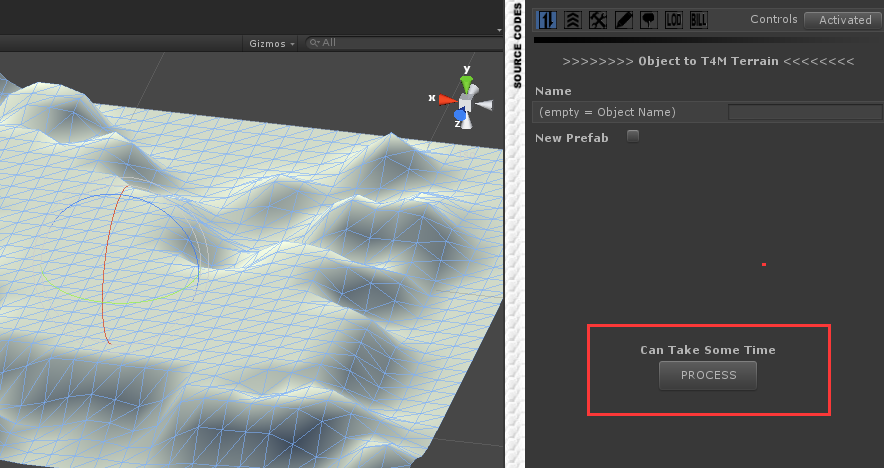 Gizmos
All
y
x
z
SOURCE CODES
LOD
BILL
Controls
Activated
>>>>>>>> Object to T4M Terrain <<<<<<<<
Name
(empty = Object Name)
New Prefab
Can Take Some Time
PROCESS